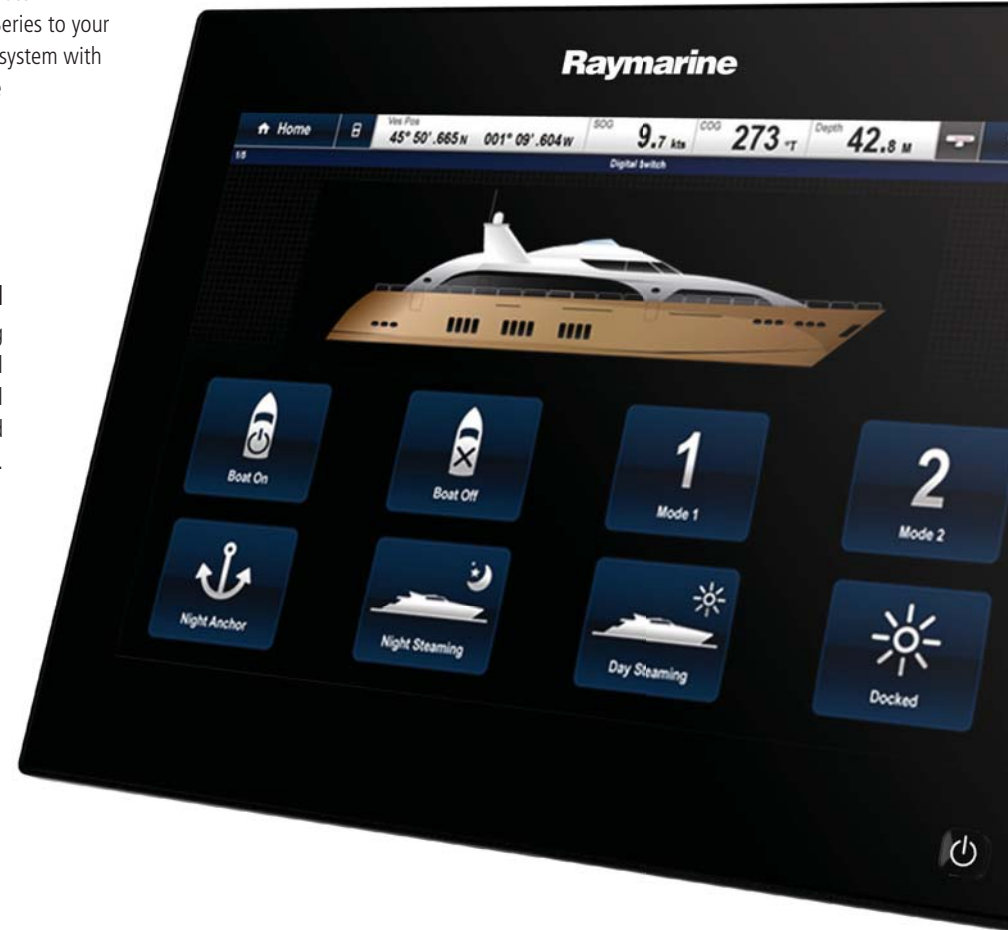 Series to your
system with
Raymarine
Home
Ves Pos
45° 50'.665 N 001° 09'.604 W
SOG
9.7 kts
COG
273 °T
Depth
42.8 M
1/5
Digital Switch
Boat On
Boat Off
1
Mode 1
2
Mode 2
Night Anchor
Night Steaming
Day Steaming
Docked